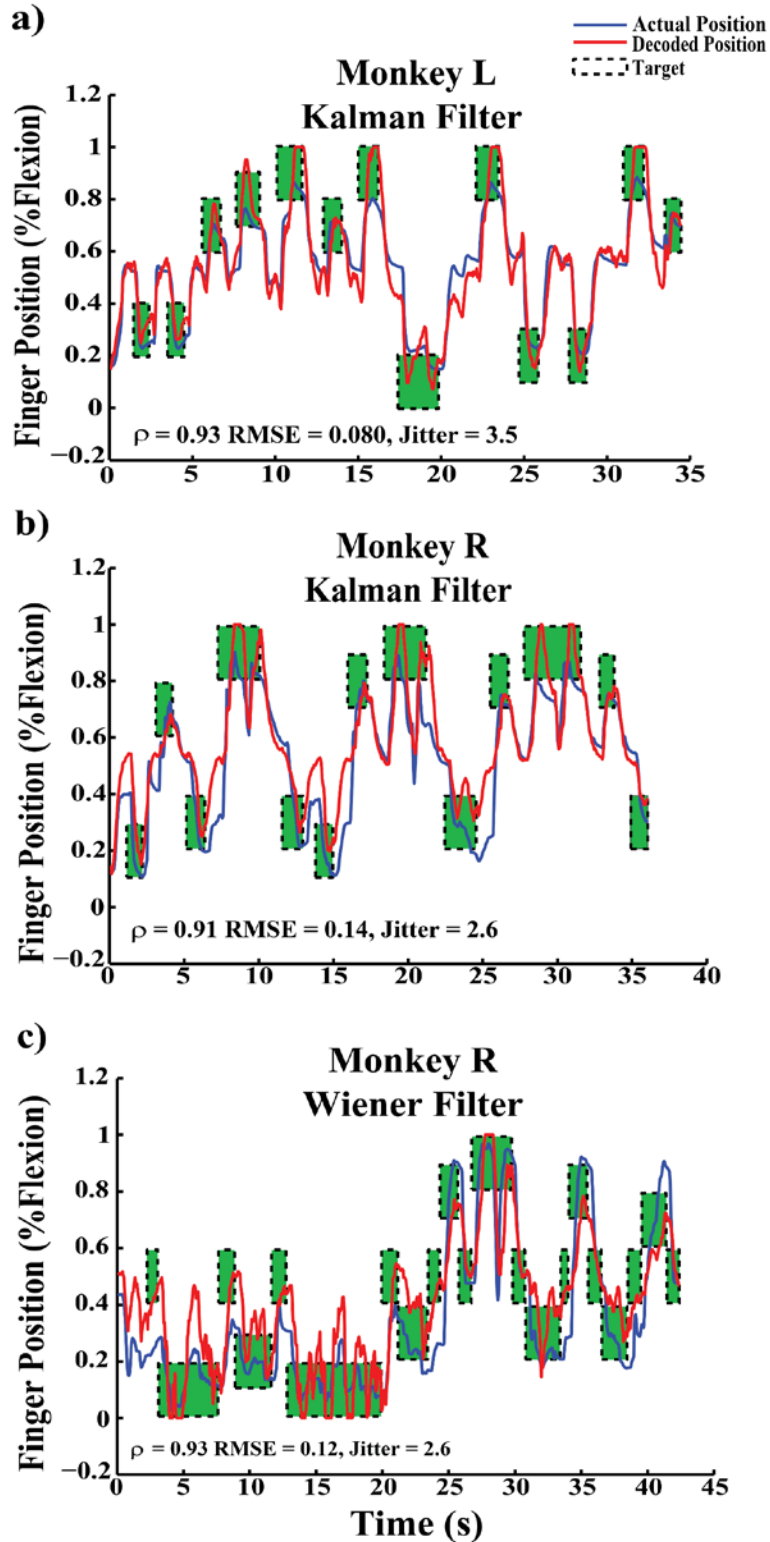 a)
Actual Position
Decoded Position
Target
Monkey L
Kalman Filter
Finger Position (%Flexion)
1.2
1
0.8
0.6
0.4
0.2
0
−0.2
ρ = 0.93 RMSE = 0.080, Jitter = 3.5
0 5 10 15 20 25 30 35
b)
Monkey R
Kalman Filter
Finger Position (%Flexion)
1.2
1
0.8
0.6
0.4
0.2
0
−0.2
ρ = 0.91 RMSE = 0.14, Jitter = 2.6
0 5 10 15 20 25 30 35 40
c)
Monkey R
Wiener Filter
Finger Position (%Flexion)
1.2
1
0.8
0.6
0.4
0.2
0
−0.2
ρ = 0.93 RMSE = 0.12, Jitter = 2.6
0 5 10 15 20 25 30 35 40 45
Time (s)